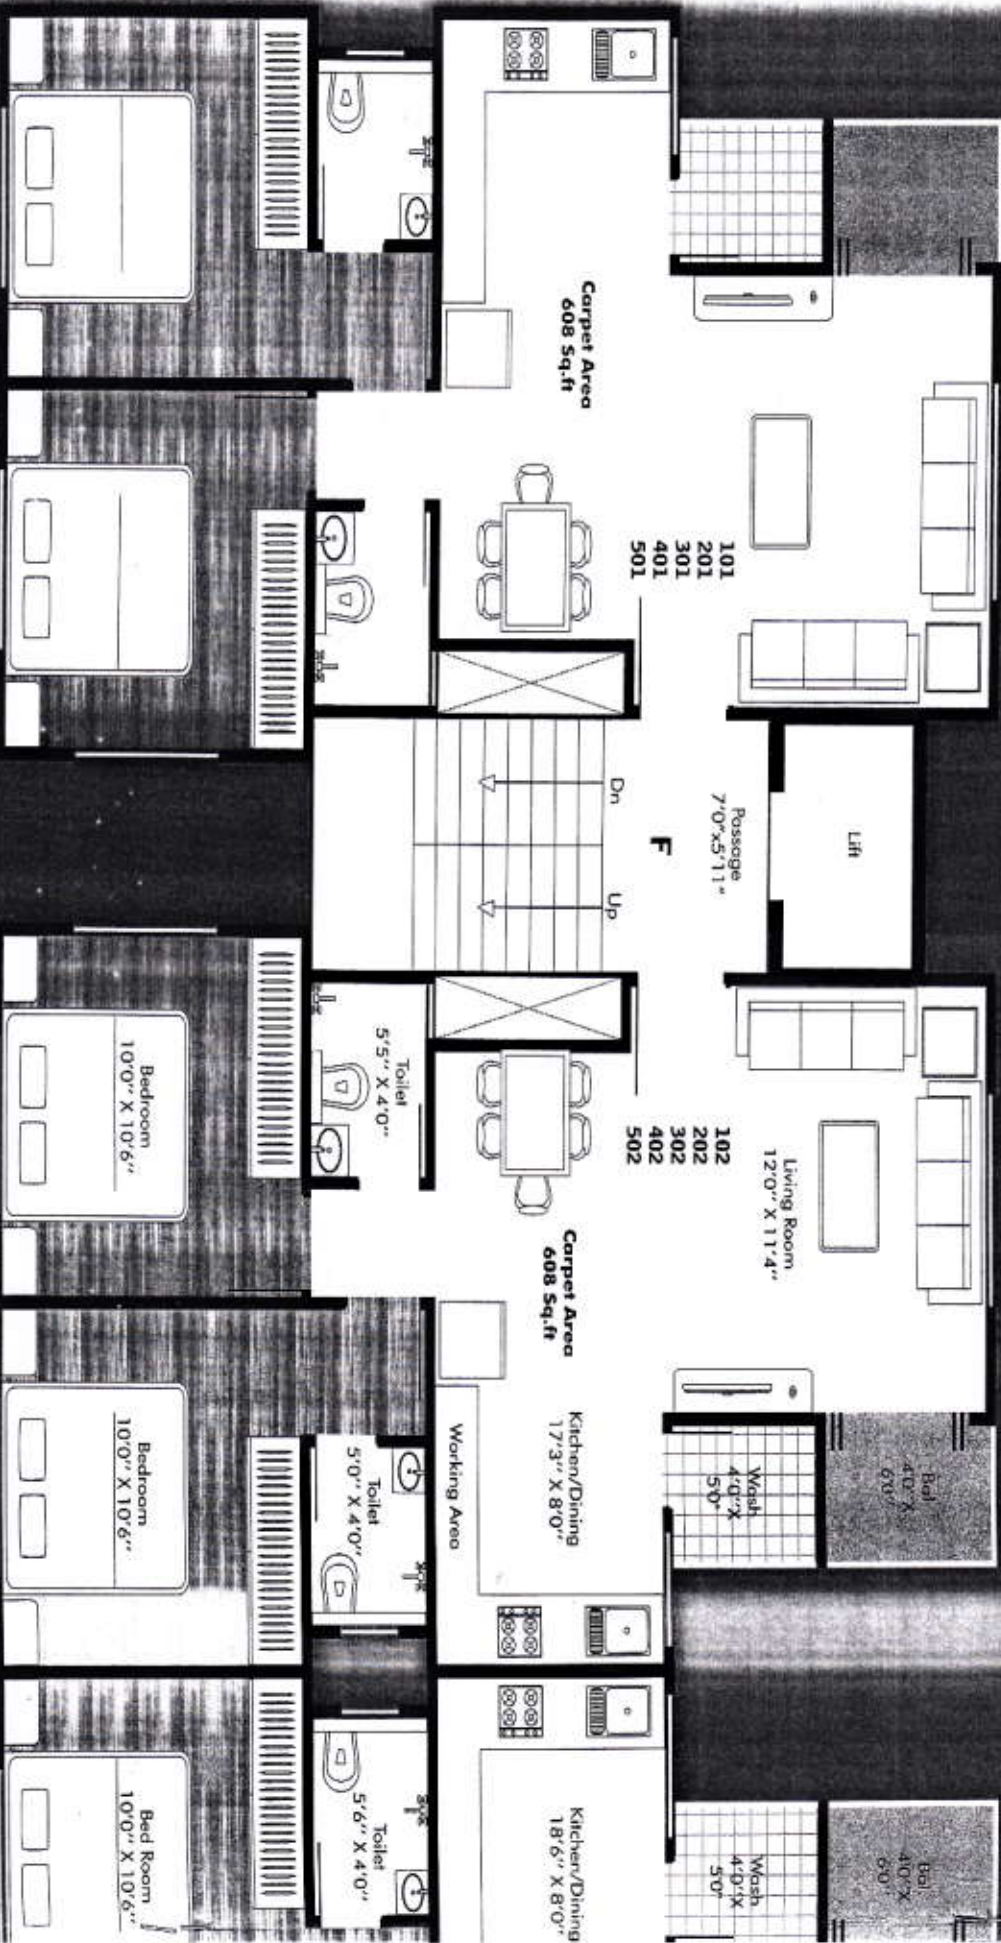 Carpet Area
608 Sq.ft
101
201
301
401
501
Dn
Up
F
Passage
7'0"x5'11"
Lift
Bedroom
10'0" X 10'6"
Toilet
5'5" X 4'0"
102
202
302
402
502
Living Room
12'0" X 11'4"
Carpet Area
608 Sq.ft
Bedroom
10'0" X 10'6"
Toilet
5'0" X 4'0"
Working Area
Kitchen/Dining
17'3" X 8'0"
Wash
4'0"X
5'0"
Bal
4'0"X
6'0"
Bed Room
10'0" X 10'6"
Toilet
5'6" X 4'0"
Kitchen/Dining
18'6" X 8'0"
Wash
4'0"X
5'0"
Bal
4'0"X
6'0"